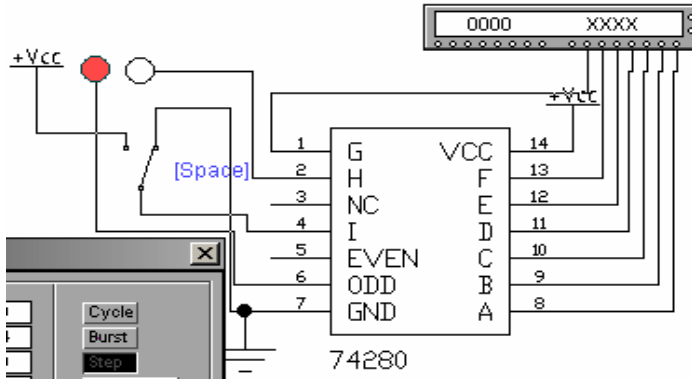 0000 XXXX
+Vcc
+Vcc
[Space]
1 G VCC 14
2 H F 13
3 NC E 12
4 I D 11
5 EVEN C 10
6 ODD B 9
7 GND A 8
74280
Cycle
Burst
Step